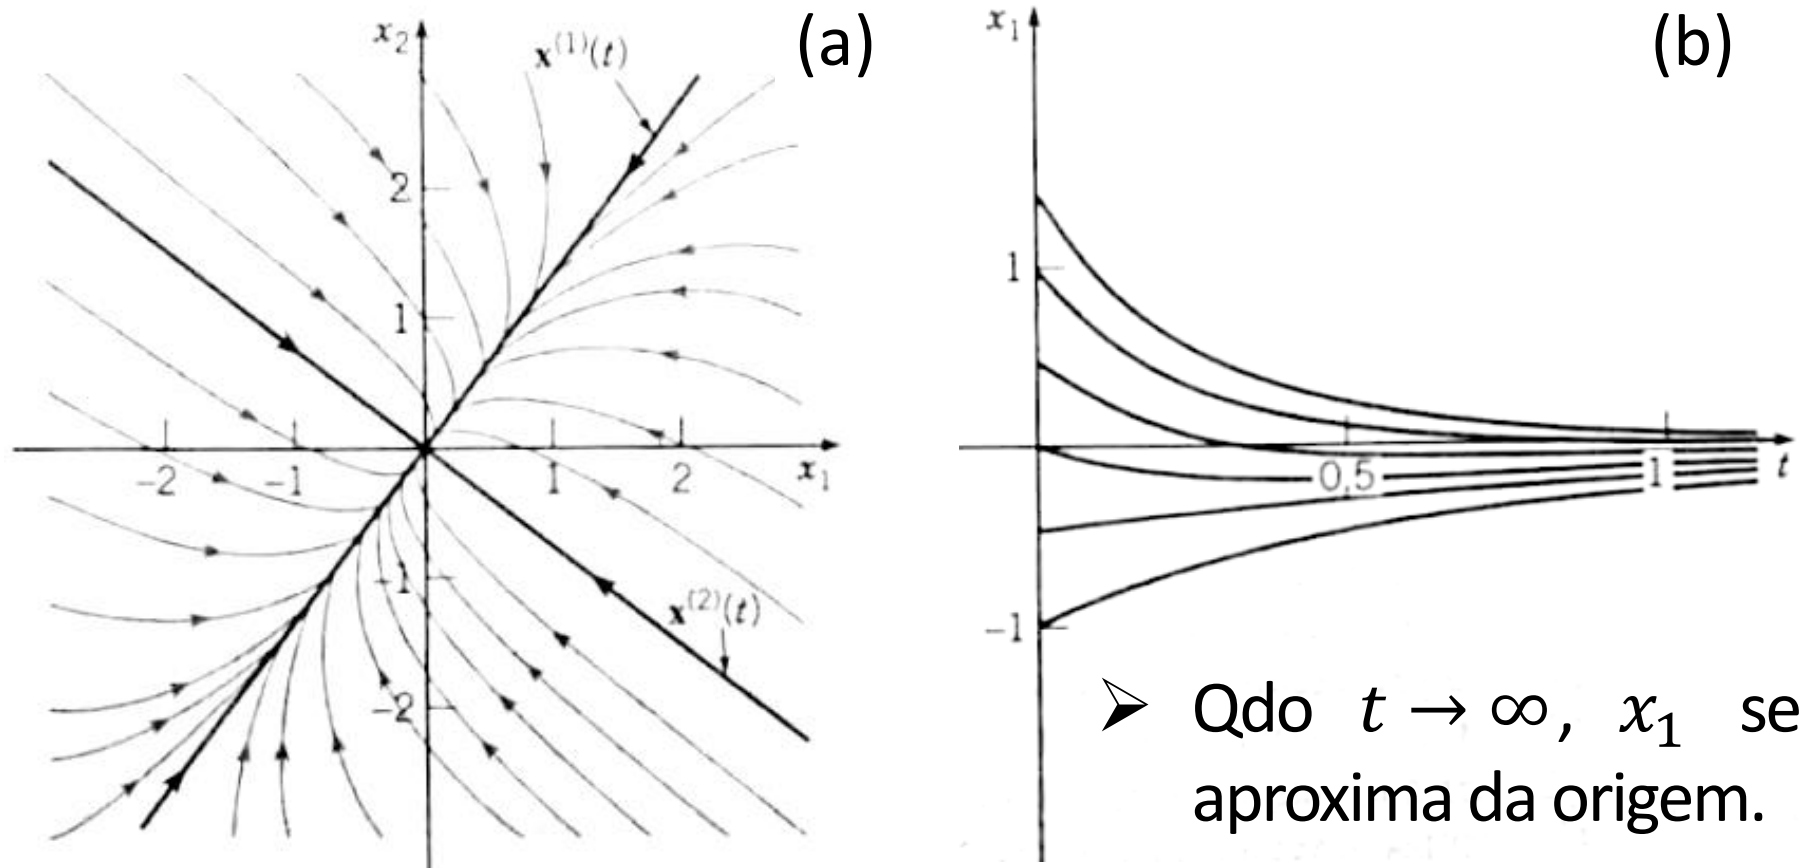 x₂
x⁽¹⁾(t)
(a)
2
1
-2
-1
1
2
x₁
-1
x⁽²⁾(t)
-2
x₁
(b)
1
0,5
1
t
-1
➢ Qdo t → ∞, x₁ se
aproxima da origem.